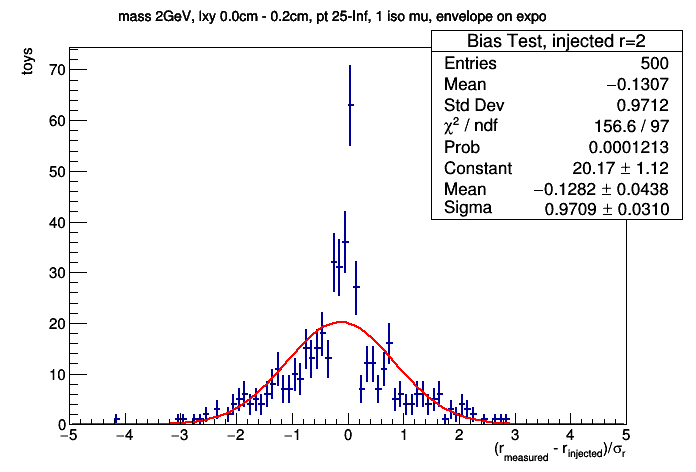 mass 2GeV, lxy 0.0cm - 0.2cm, pt 25-Inf, 1 iso mu, envelope on expo
Bias Test, injected r=2
Entries 500
Mean −0.1307
Std Dev 0.9712
χ² / ndf 156.6 / 97
Prob 0.0001213
Constant 20.17 ± 1.12
Mean −0.1282 ± 0.0438
Sigma 0.9709 ± 0.0310
toys
70
60
50
40
30
20
10
0
−5 −4 −3 −2 −1 0 1 2 3 4 5
(r_measured - r_injected)/σ_r